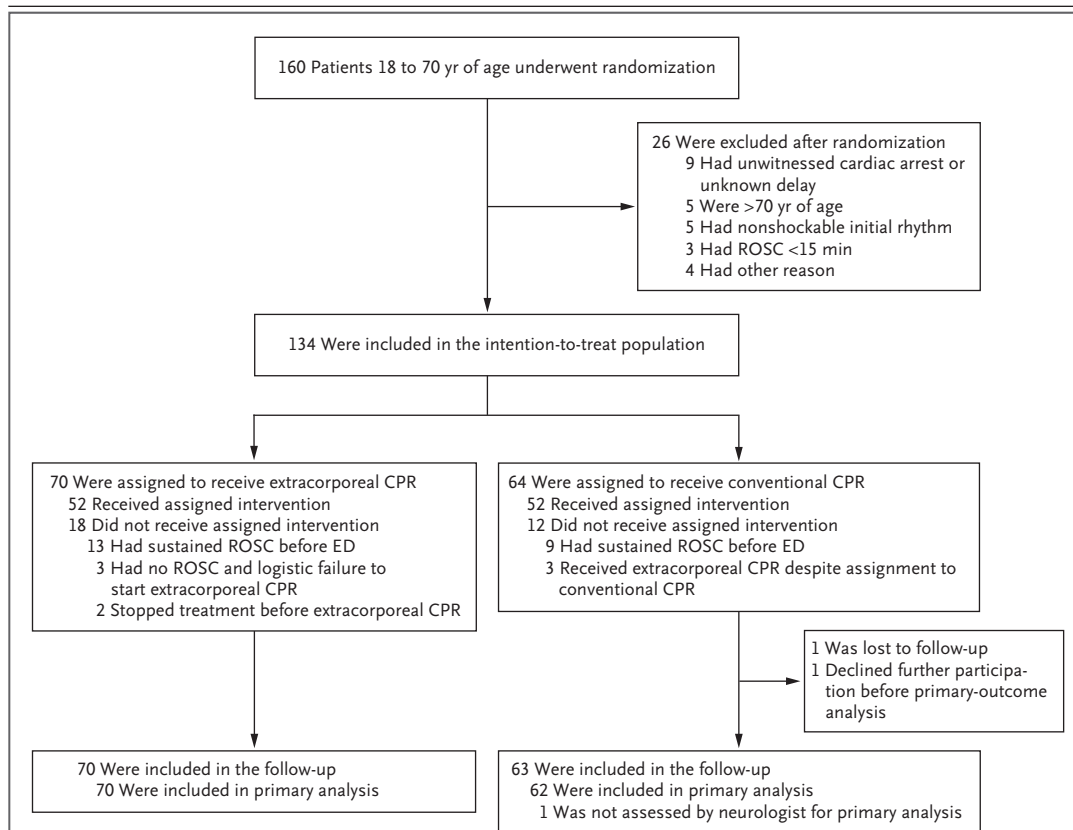 160 Patients 18 to 70 yr of age underwent randomization
26 Were excluded after randomization
9 Had unwitnessed cardiac arrest or
unknown delay
5 Were >70 yr of age
5 Had nonshockable initial rhythm
3 Had ROSC <15 min
4 Had other reason
134 Were included in the intention-to-treat population
70 Were assigned to receive extracorporeal CPR
52 Received assigned intervention
18 Did not receive assigned intervention
13 Had sustained ROSC before ED
3 Had no ROSC and logistic failure to
start extracorporeal CPR
2 Stopped treatment before extracorporeal CPR
64 Were assigned to receive conventional CPR
52 Received assigned intervention
12 Did not receive assigned intervention
9 Had sustained ROSC before ED
3 Received extracorporeal CPR despite assignment to
conventional CPR
1 Was lost to follow-up
1 Declined further participa-
tion before primary-outcome
analysis
70 Were included in the follow-up
70 Were included in primary analysis
63 Were included in the follow-up
62 Were included in primary analysis
1 Was not assessed by neurologist for primary analysis